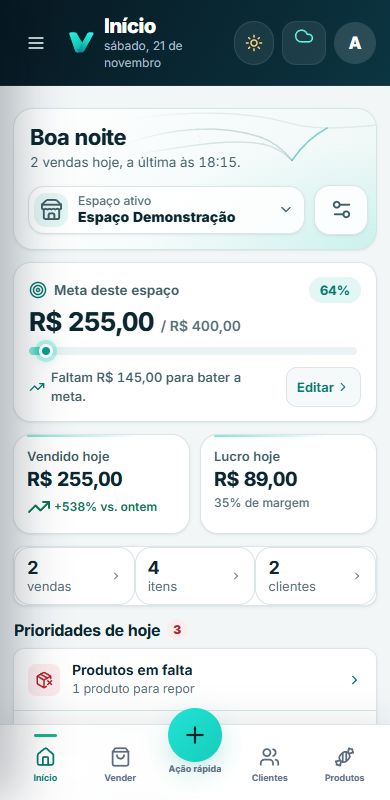 Início
sábado, 21 de
novembro
A
Boa noite
2 vendas hoje, a última às 18:15.
Espaço ativo
Espaço Demonstração
Meta deste espaço
64%
R$ 255,00 / R$ 400,00
Faltam R$ 145,00 para bater a
meta.
Editar
Vendido hoje
R$ 255,00
+538% vs. ontem
Lucro hoje
R$ 89,00
35% de margem
2
vendas
4
itens
2
clientes
Prioridades de hoje 3
Produtos em falta
1 produto para repor
Início
Vender
Ação rápida
Clientes
Produtos